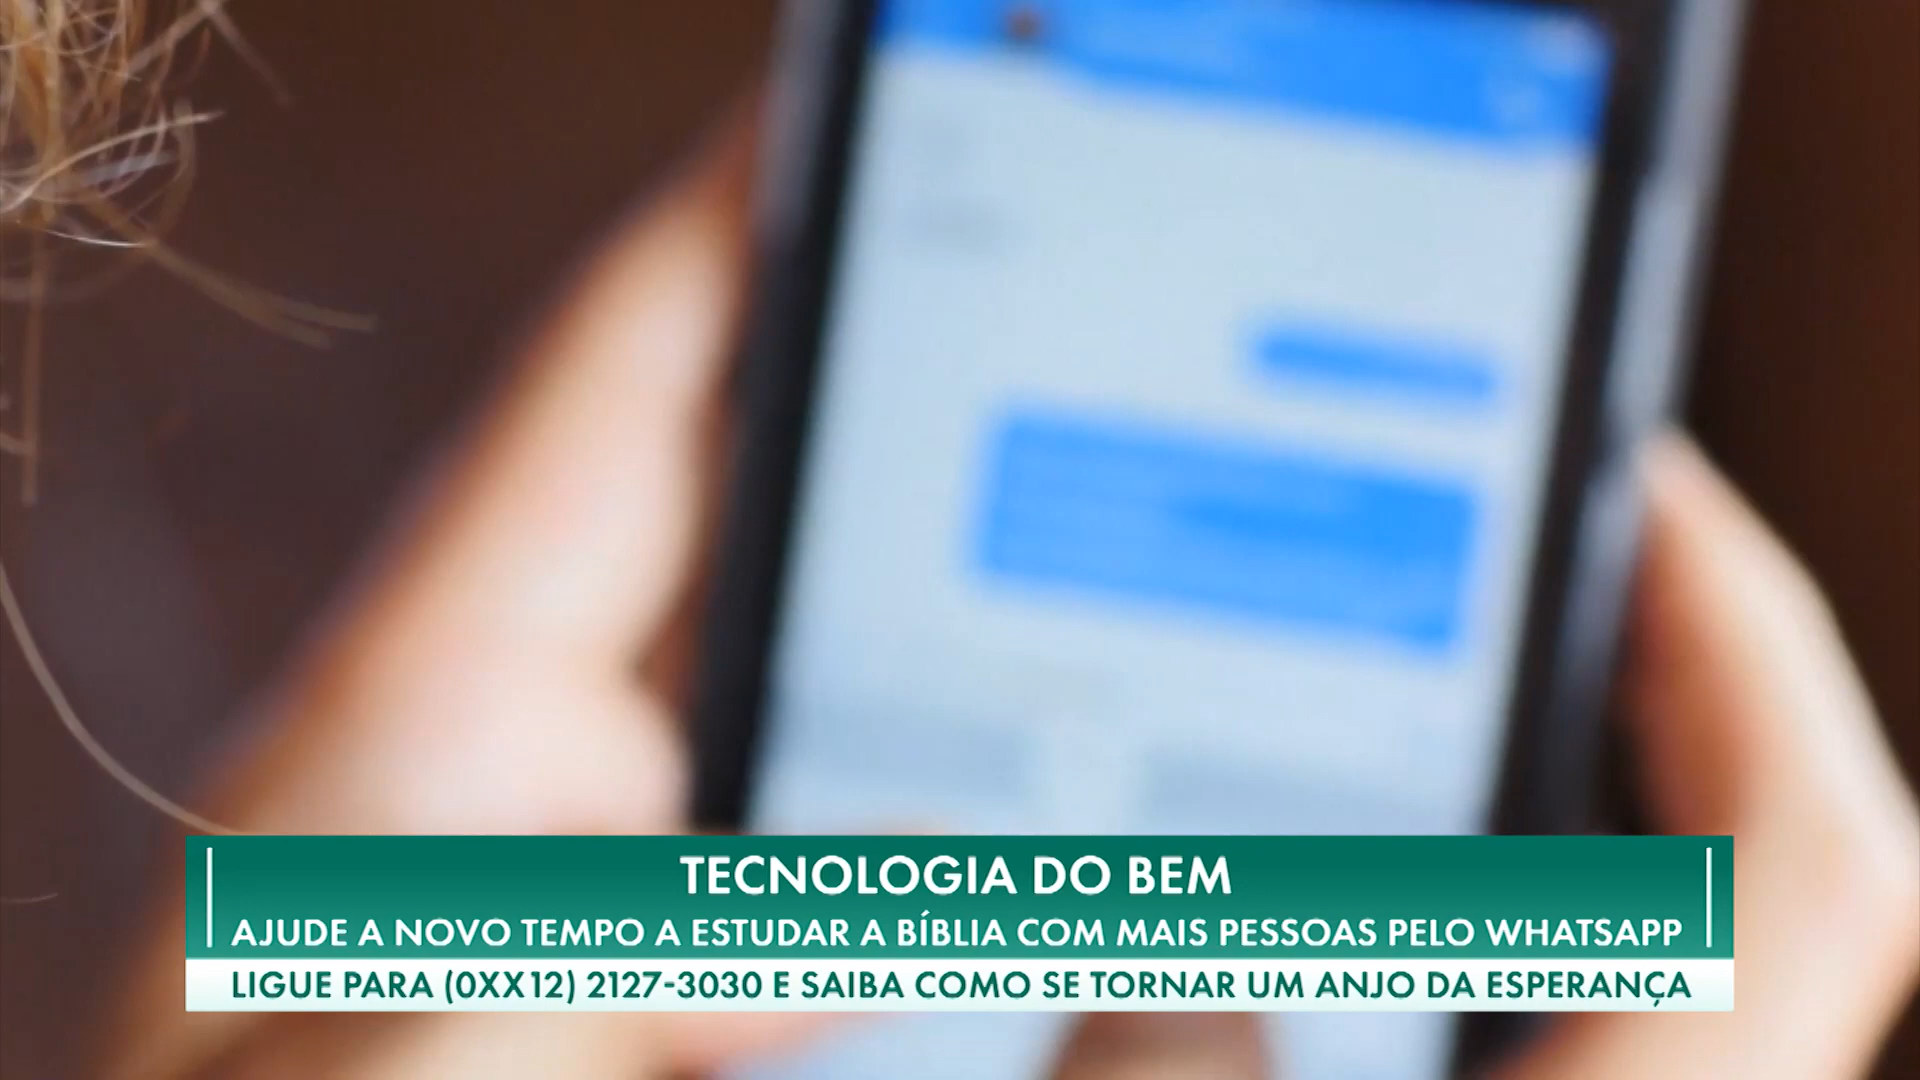 TECNOLOGIA DO BEM
AJUDE A NOVO TEMPO A ESTUDAR A BÍBLIA COM MAIS PESSOAS PELO WHATSAPP
LIGUE PARA (0XX12) 2127-3030 E SAIBA COMO SE TORNAR UM ANJO DA ESPERANÇA